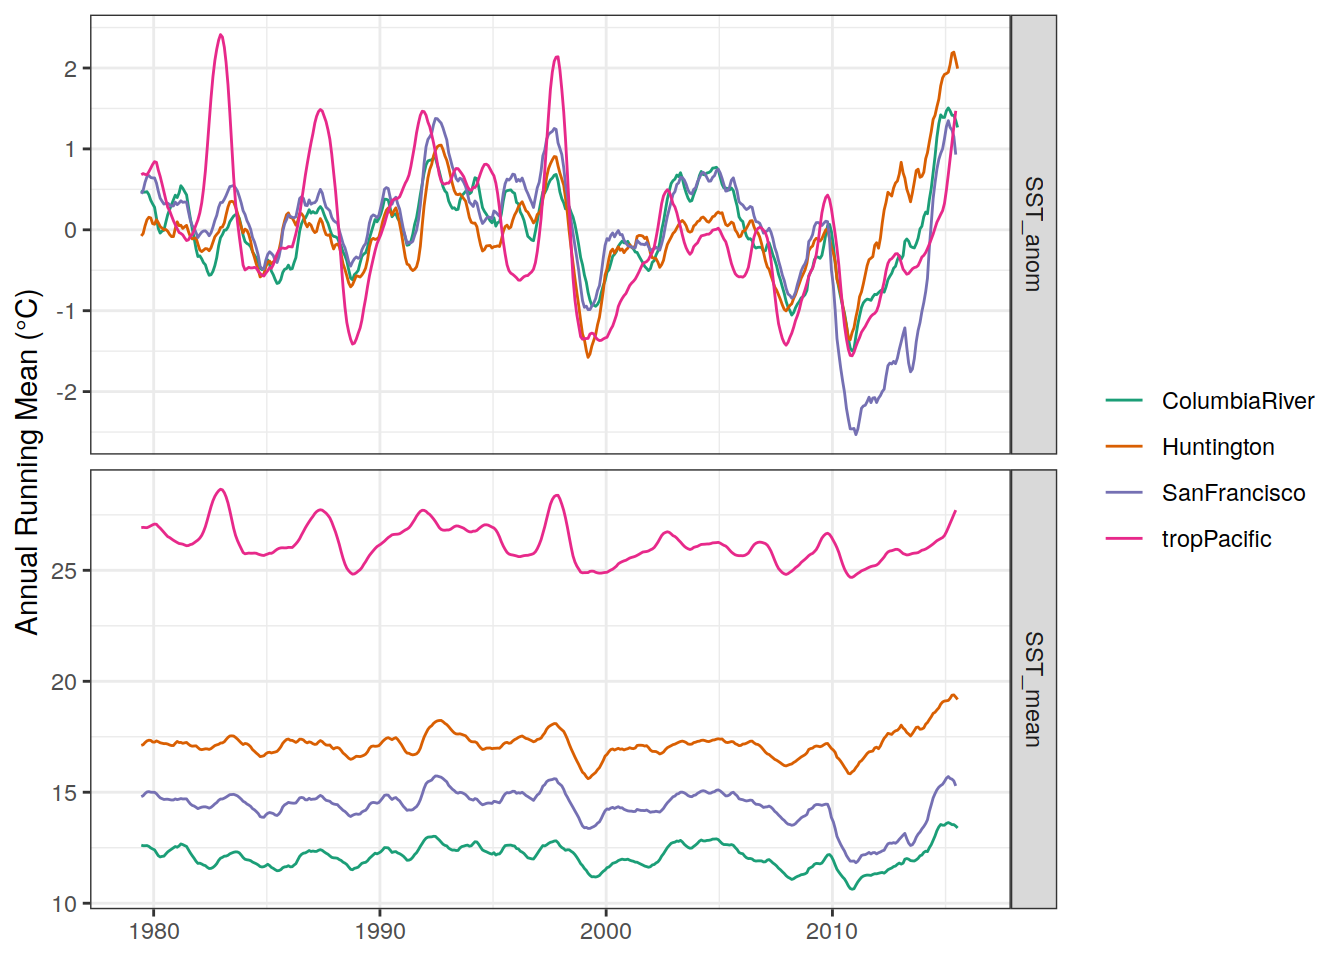 Annual Running Mean (°C)
2
1
0
-1
-2
SST_anom
25
20
15
10
SST_mean
1980
1990
2000
2010
ColumbiaRiver
Huntington
SanFrancisco
tropPacific